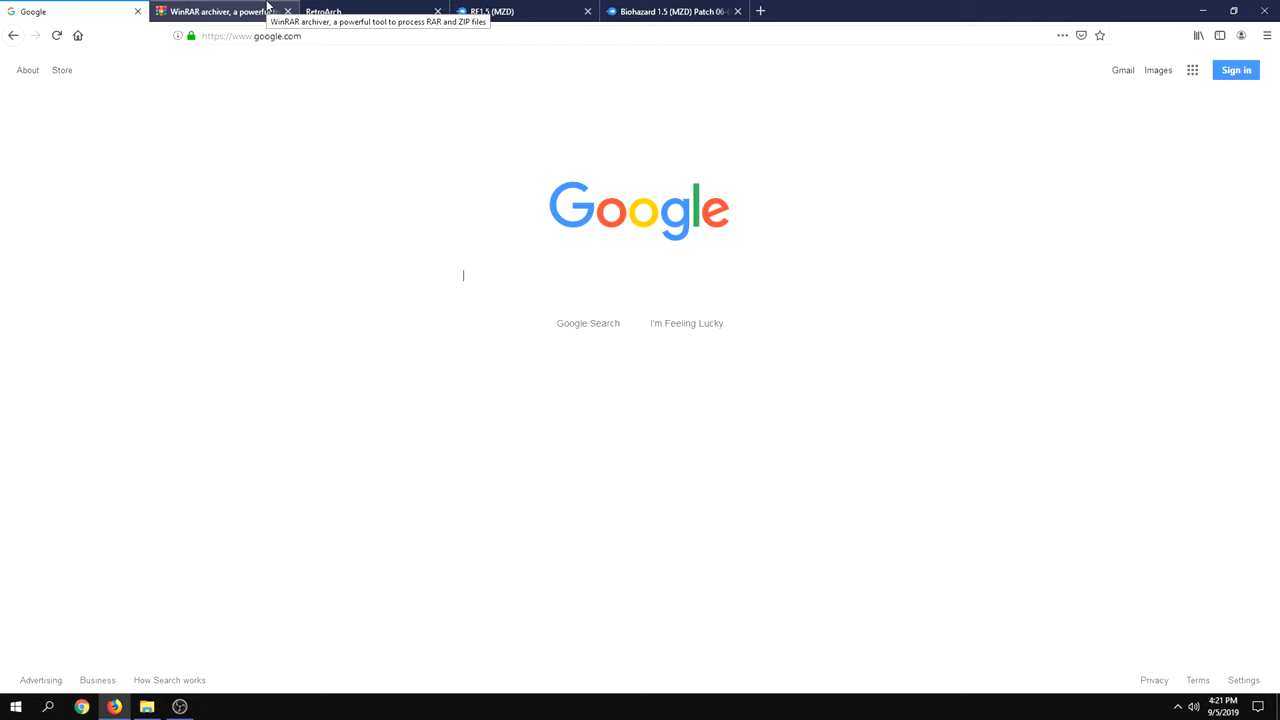 Google
WinRAR archiver, a powerful
RetroArch
RE1.5 (MZD)
Biohazard 1.5 (MZD) Patch 06-
WinRAR archiver, a powerful tool to process RAR and ZIP files
https://www.google.com
About
Store
Gmail
Images
Sign in
Google
Google Search
I'm Feeling Lucky
Advertising
Business
How Search works
Privacy
Terms
Settings
4:21 PM
9/5/2019